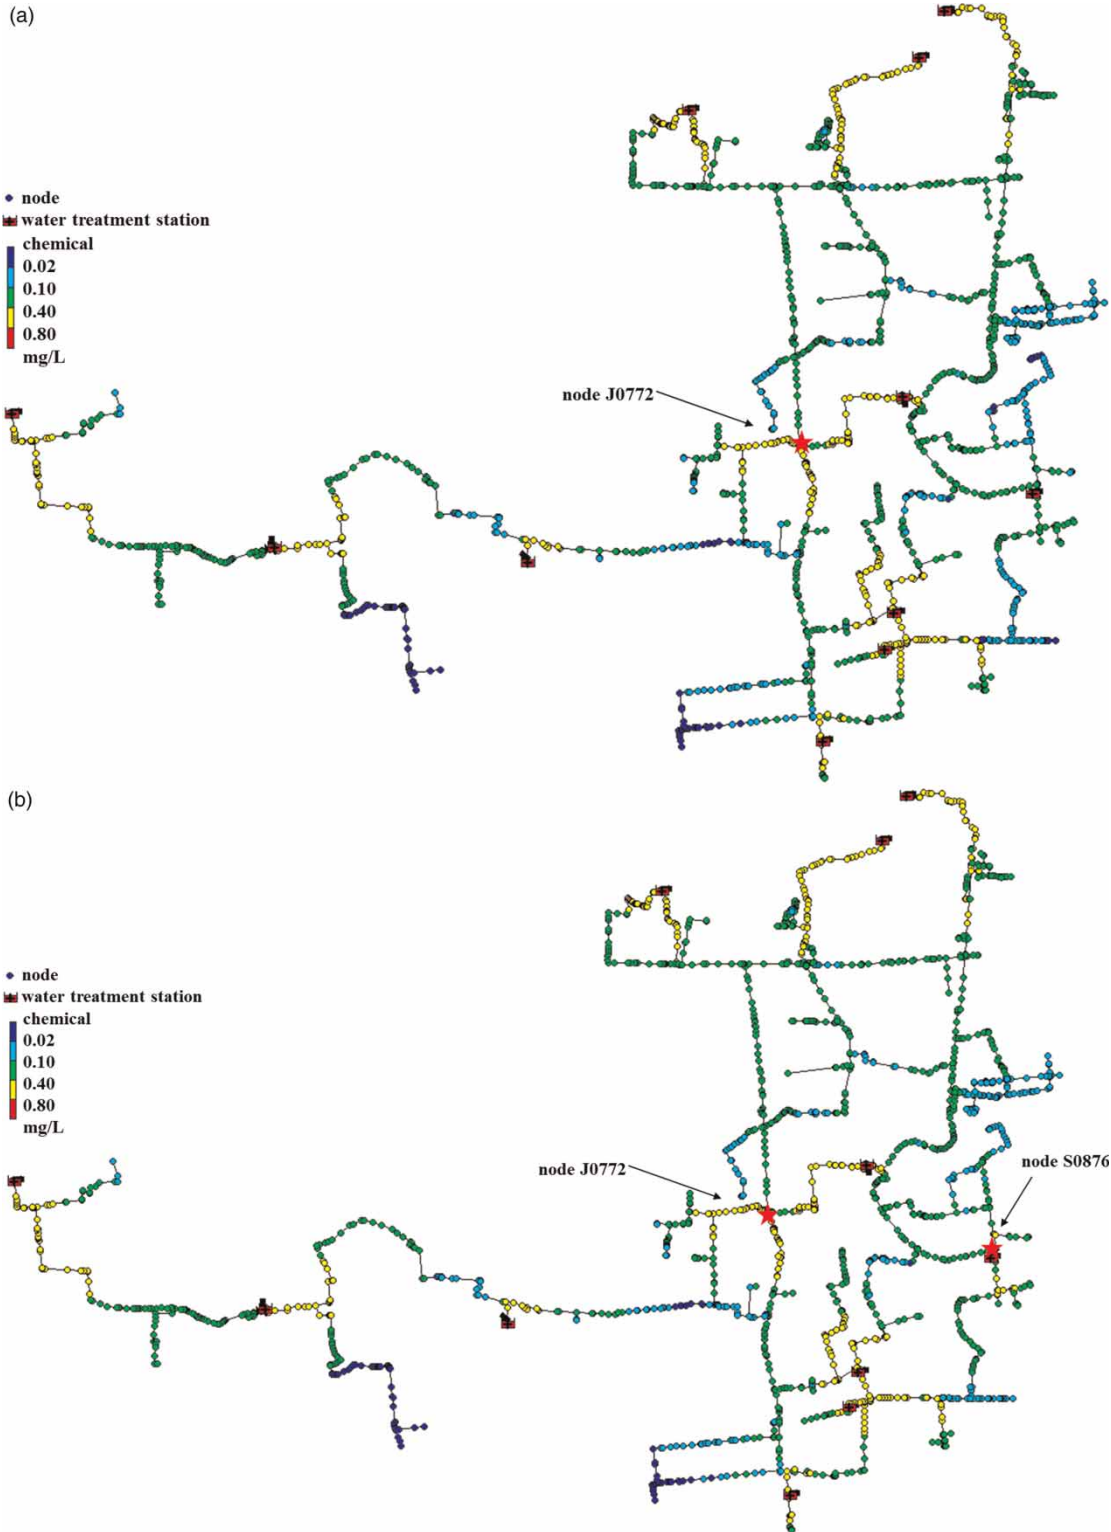 (a)
node
water treatment station
chemical
0.02
0.10
0.40
0.80
mg/L
node J0772
(b)
node
water treatment station
chemical
0.02
0.10
0.40
0.80
mg/L
node J0772
node S0876